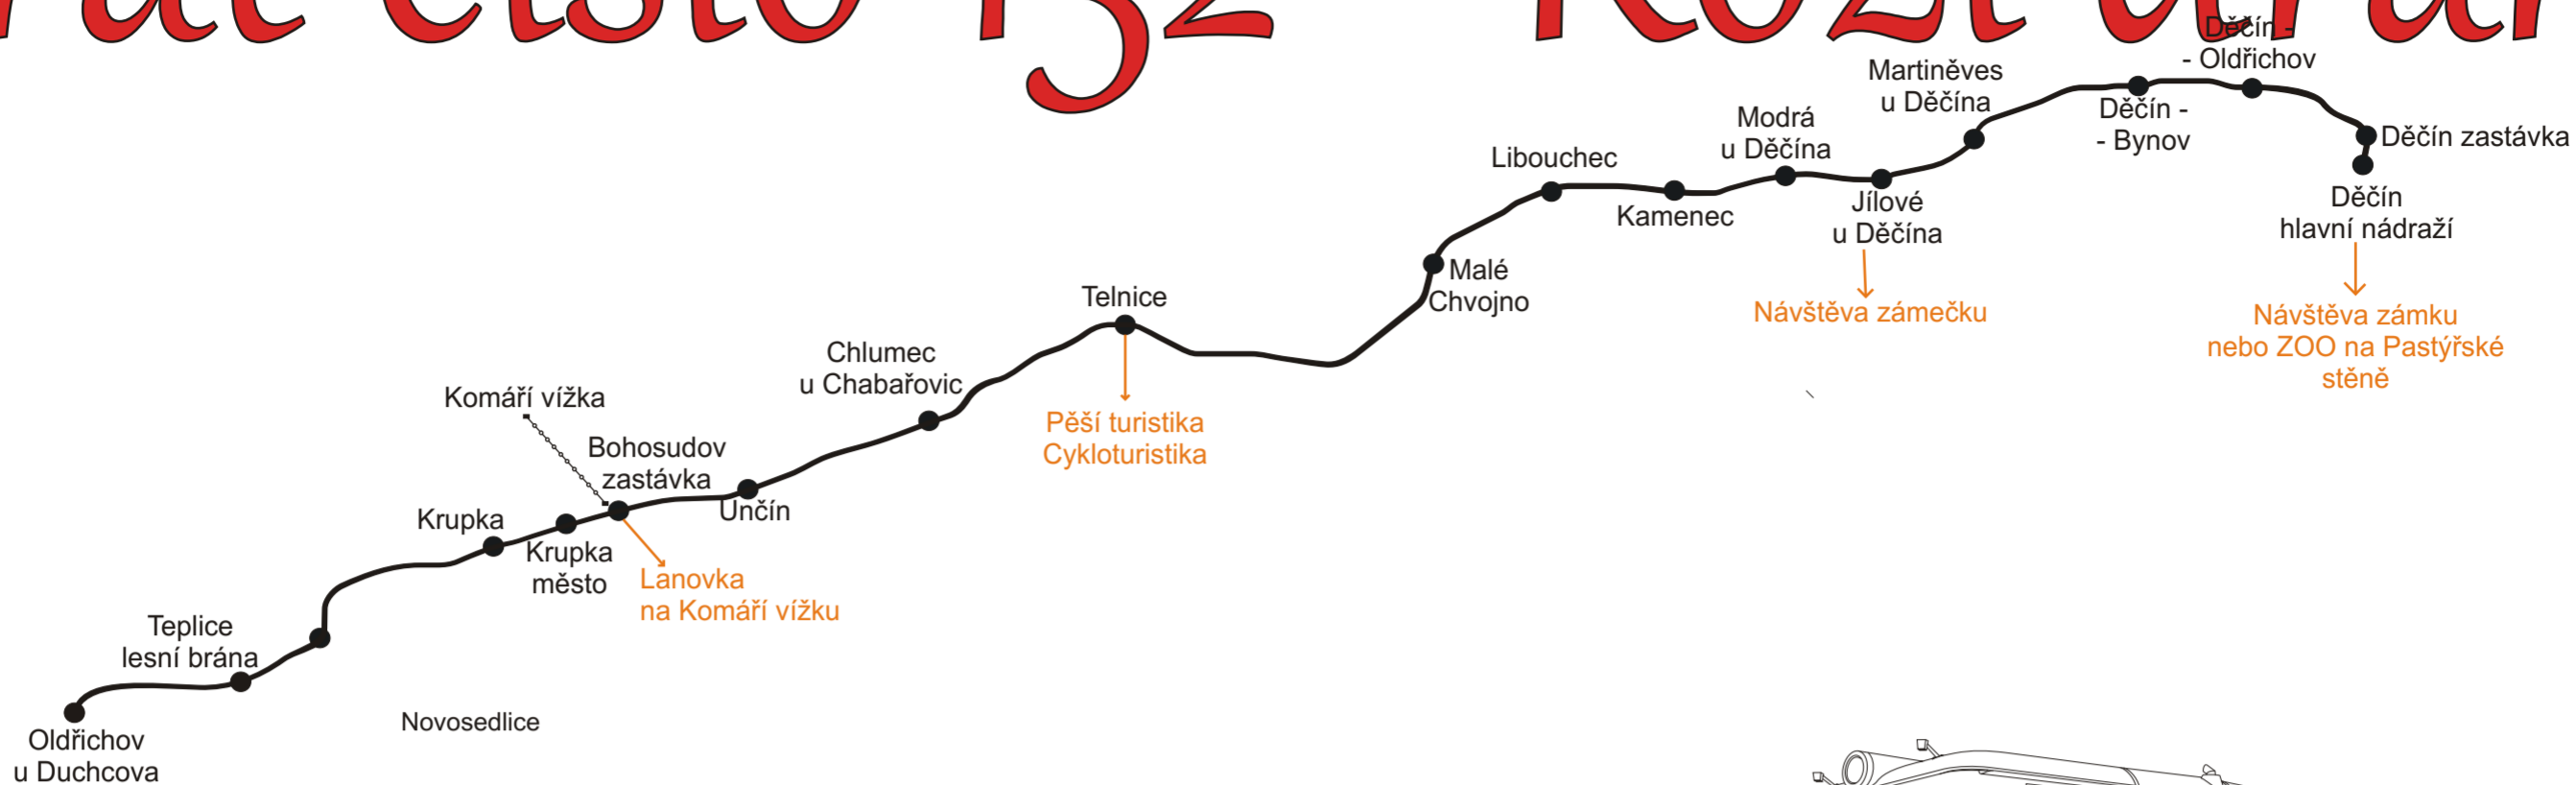 132
Děčín -
- Oldřichov
Martiněves
u Děčína
Děčín -
- Bynov
Děčín zastávka
Děčín
hlavní nádraží
Modrá
u Děčína
Libouchec
Kamenec
Jílové
u Děčína
Malé
Chvojno
Návštěva zámečku
Návštěva zámku
nebo ZOO na Pastýřské
stěně
Telnice
Chlumec
u Chabařovic
Pěší turistika
Cykloturistika
Komáří vížka
Bohosudov
zastávka
Unčín
Krupka
Krupka
město
Lanovka
na Komáří vížku
Teplice
lesní brána
Novosedlice
Oldřichov
u Duchcova